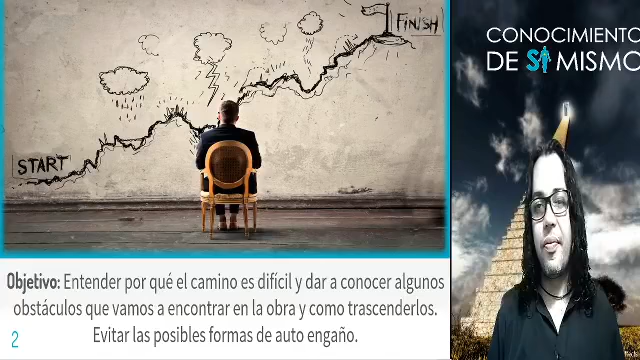 START
FINISH
CONOCIMIENTO
DE SÍ MISMO
Objetivo: Entender por qué el camino es difícil y dar a conocer algunos
obstáculos que vamos a encontrar en la obra y como trascenderlos.
Evitar las posibles formas de auto engaño.
2